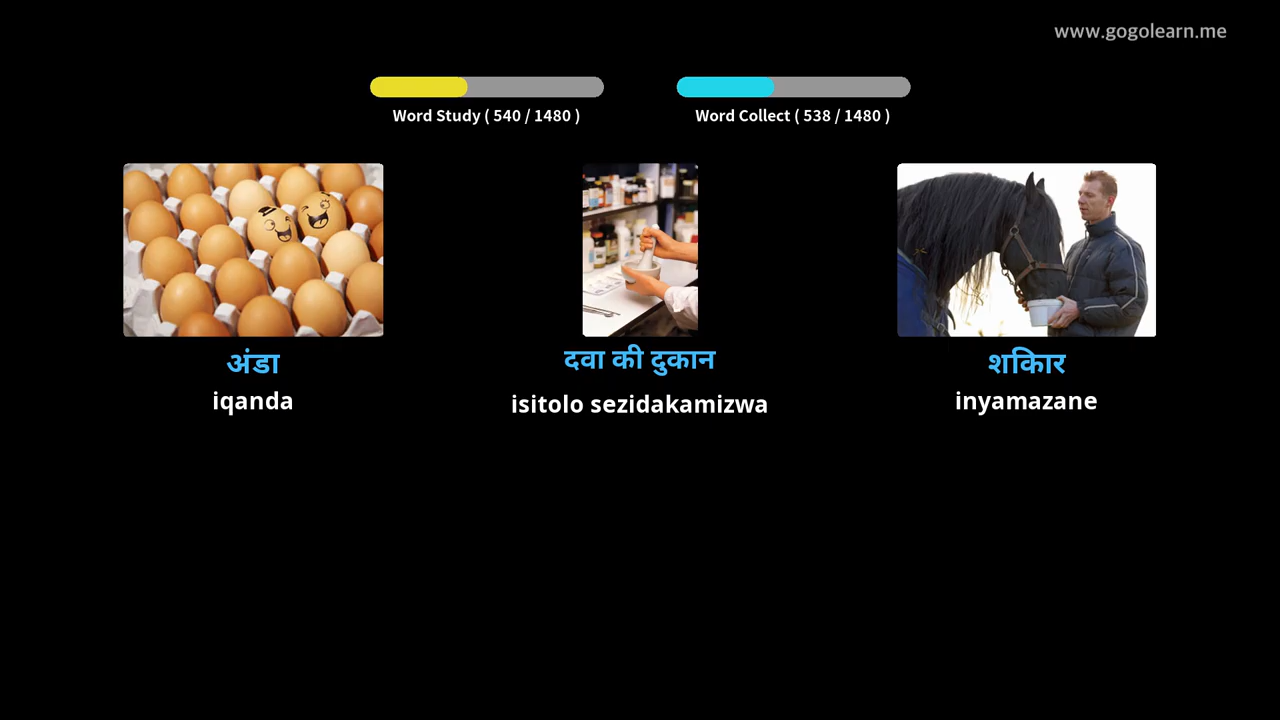 www.gogolearn.me
Word Study ( 540 / 1480 )
Word Collect ( 538 / 1480 )
अंडा
iqanda
दवा की दुकान
isitolo sezidakamizwa
शकिार
inyamazane